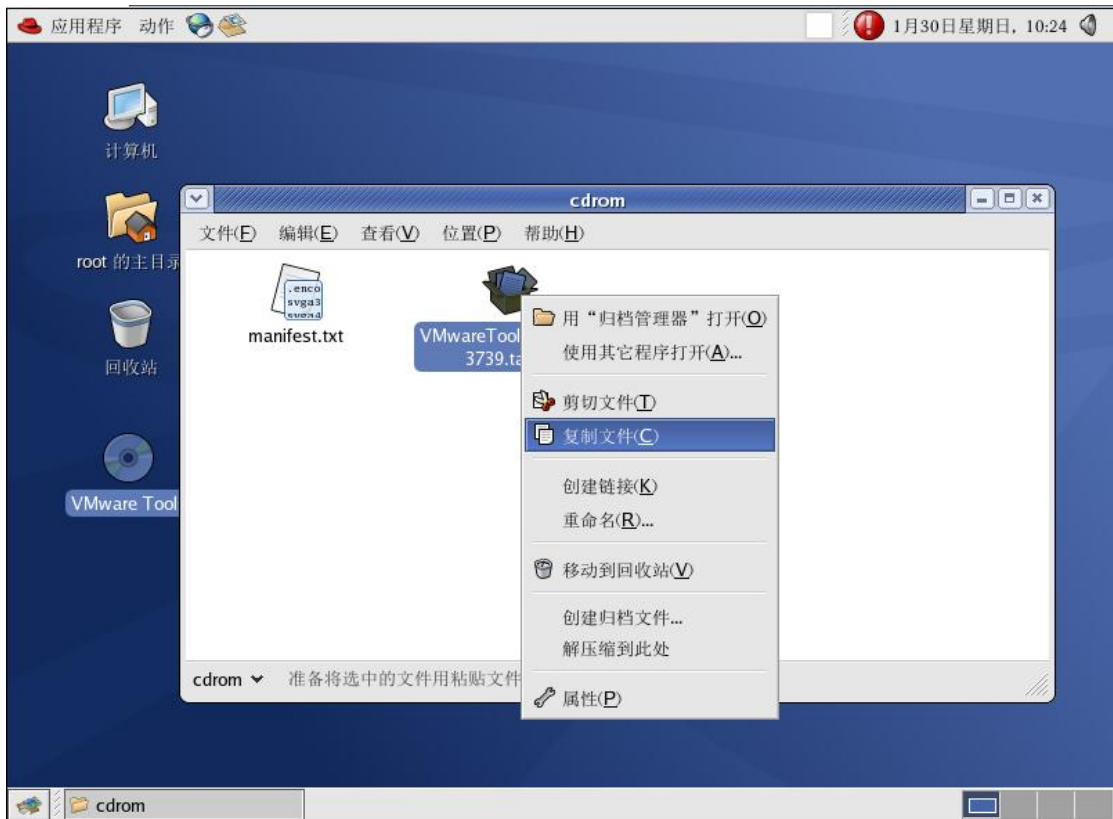 应用程序 动作
1月30日星期日, 10:24
计算机
root 的主目录
回收站
VMware Tool
cdrom
文件(F) 编辑(E) 查看(V) 位置(P) 帮助(H)
.enco
svga3
manifest.txt
VMwareTool
3739.ta
用“归档管理器”打开(O)
使用其它程序打开(A)...
剪切文件(T)
复制文件(C)
创建链接(K)
重命名(R)...
移动到回收站(V)
创建归档文件...
解压缩到此处
属性(P)
cdrom 准备将选中的文件用粘贴文件
cdrom